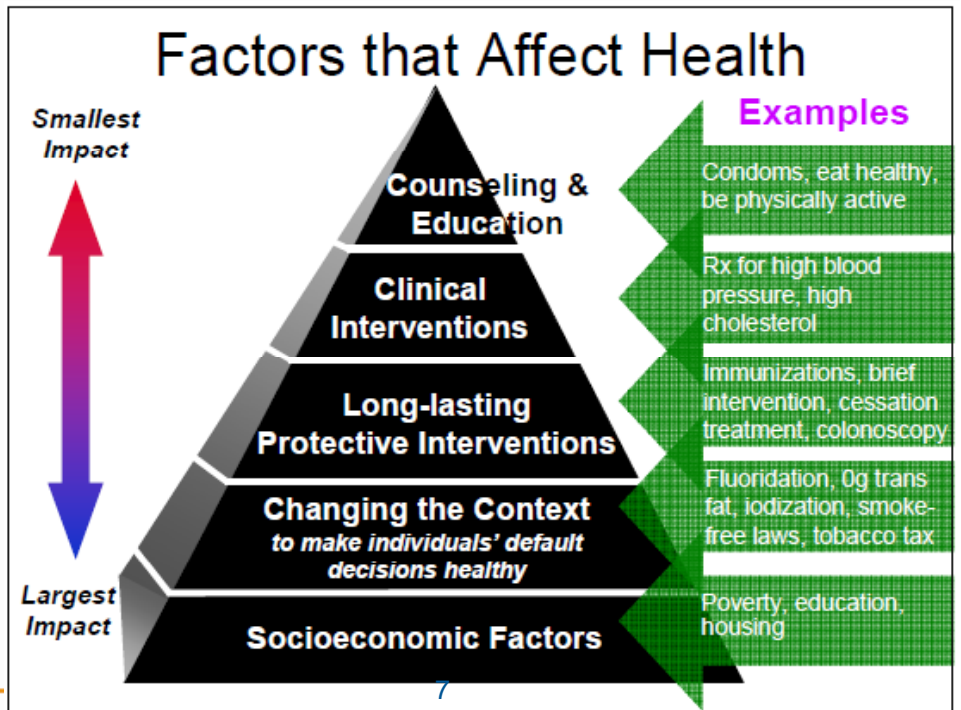 Factors that Affect Health
Smallest
Impact
Examples
Counseling &
Education
Condoms, eat healthy,
be physically active
Clinical
Interventions
Rx for high blood
pressure, high
cholesterol
Long-lasting
Protective Interventions
Immunizations, brief
intervention, cessation
treatment, colonoscopy
Changing the Context
to make individuals’ default
decisions healthy
Fluoridation, 0g trans
fat, iodization, smoke-
free laws, tobacco tax
Largest
Impact
Socioeconomic Factors
Poverty, education,
housing
7